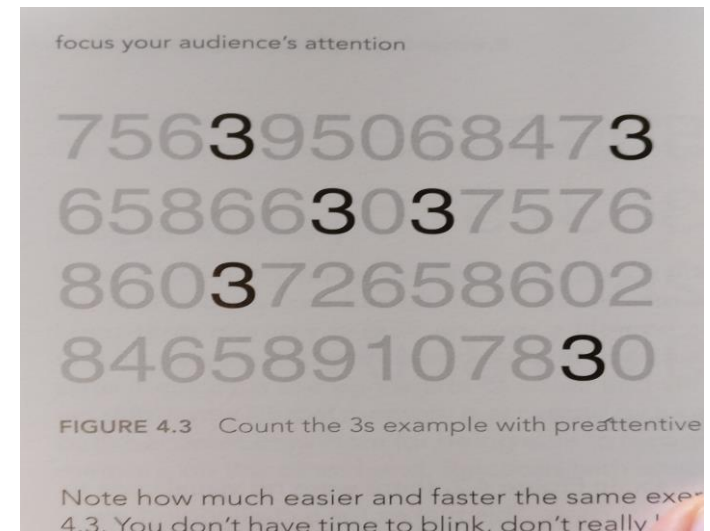 focus your audience's attention
756395068473
658663037576
860372658602
846589107830
FIGURE 4.3 Count the 3s example with preattentive
Note how much easier and faster the same
4.3. You don't have time to blink, don't really